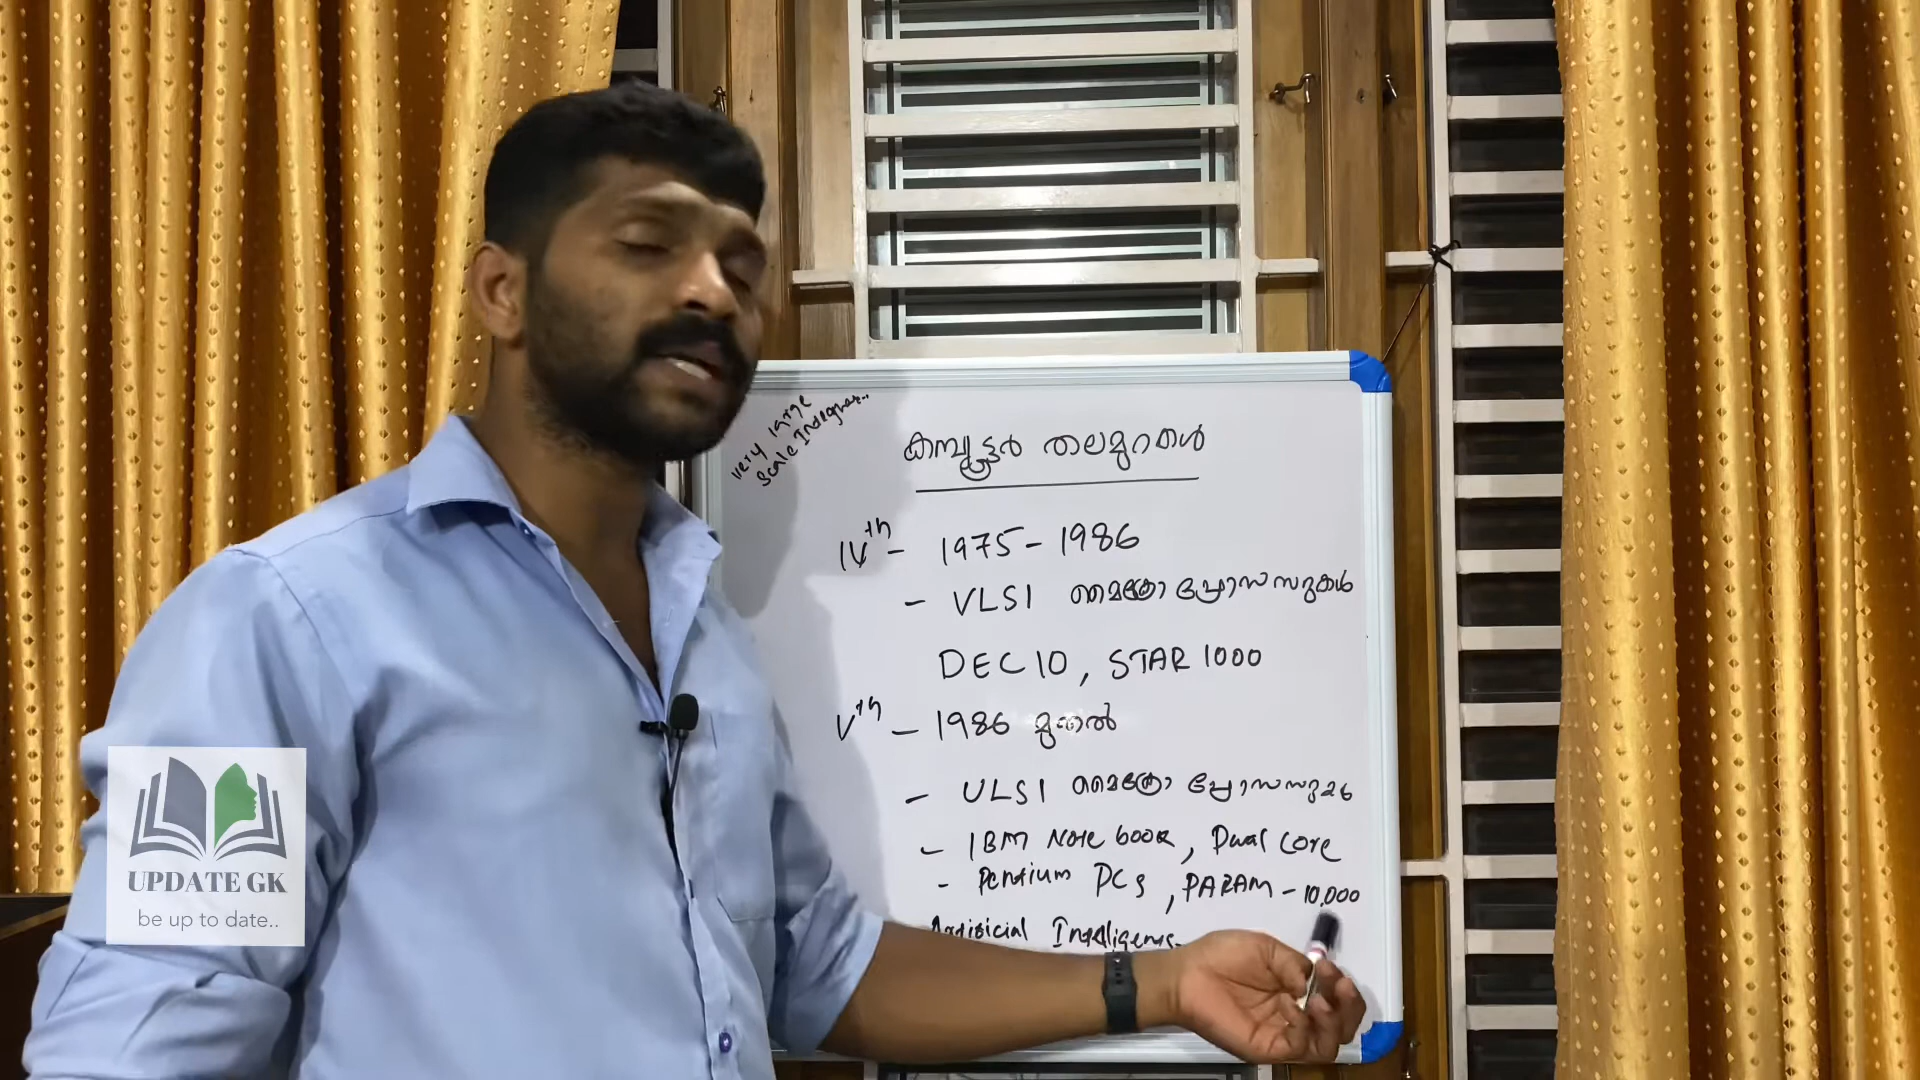 very large
scale Integration..
കമ്പ്യൂട്ടർ തലമുറകൾ
IVth - 1975 - 1986
- VLSI മൈക്രോ പ്രോസസറുകൾ
DEC 10, STAR 1000
Vth - 1986 മുതൽ
- ULSI മൈക്രോ പ്രോസസറുകൾ
- IBM Note book, Dual core
- Pentium PCs, PARAM - 10,000
Artificial Intelligence
UPDATE GK
be up to date..